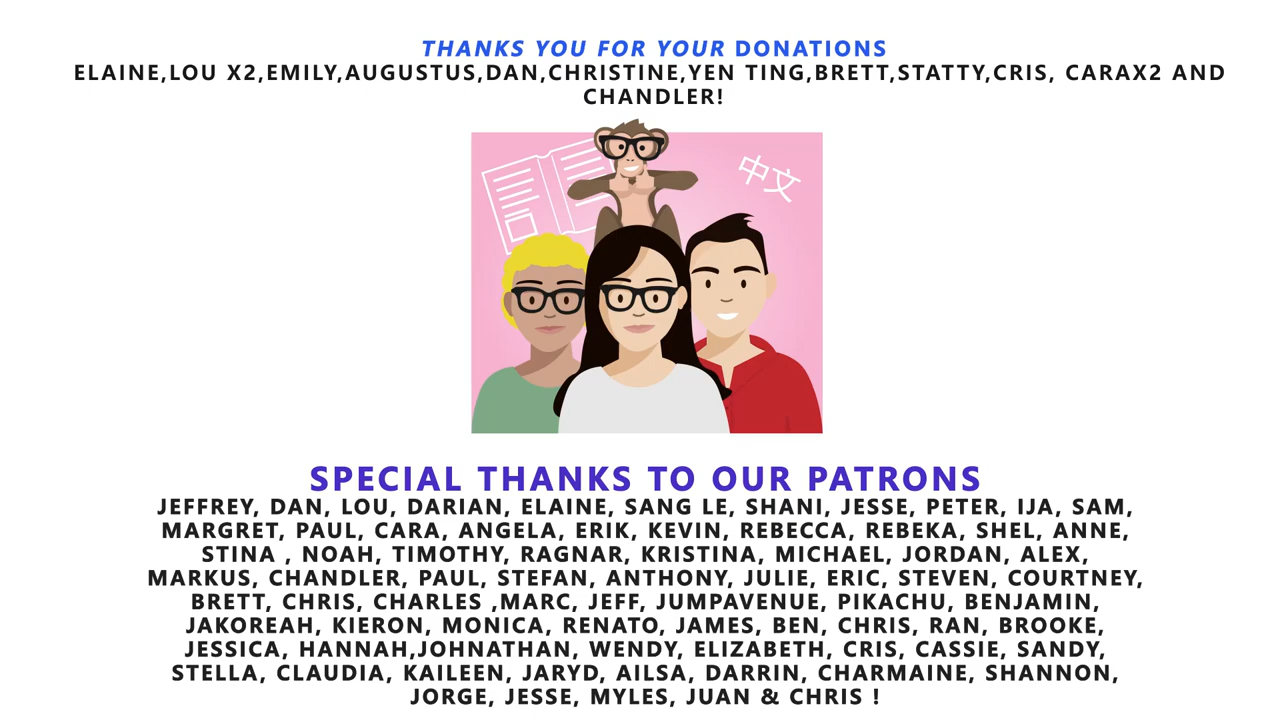 THANKS YOU FOR YOUR DONATIONS
ELAINE,LOU X2,EMILY,AUGUSTUS,DAN,CHRISTINE,YEN TING,BRETT,STATTY,CRIS, CARAX2 AND
CHANDLER!
中文
SPECIAL THANKS TO OUR PATRONS
JEFFREY, DAN, LOU, DARIAN, ELAINE, SANG LE, SHANI, JESSE, PETER, IJA, SAM,
MARGRET, PAUL, CARA, ANGELA, ERIK, KEVIN, REBECCA, REBEKA, SHEL, ANNE,
STINA , NOAH, TIMOTHY, RAGNAR, KRISTINA, MICHAEL, JORDAN, ALEX,
MARKUS, CHANDLER, PAUL, STEFAN, ANTHONY, JULIE, ERIC, STEVEN, COURTNEY,
BRETT, CHRIS, CHARLES ,MARC, JEFF, JUMPAVENUE, PIKACHU, BENJAMIN,
JAKOREAH, KIERON, MONICA, RENATO, JAMES, BEN, CHRIS, RAN, BROOKE,
JESSICA, HANNAH,JOHNATHAN, WENDY, ELIZABETH, CRIS, CASSIE, SANDY,
STELLA, CLAUDIA, KAILEEN, JARYD, AILSA, DARRIN, CHARMAINE, SHANNON,
JORGE, JESSE, MYLES, JUAN & CHRIS !